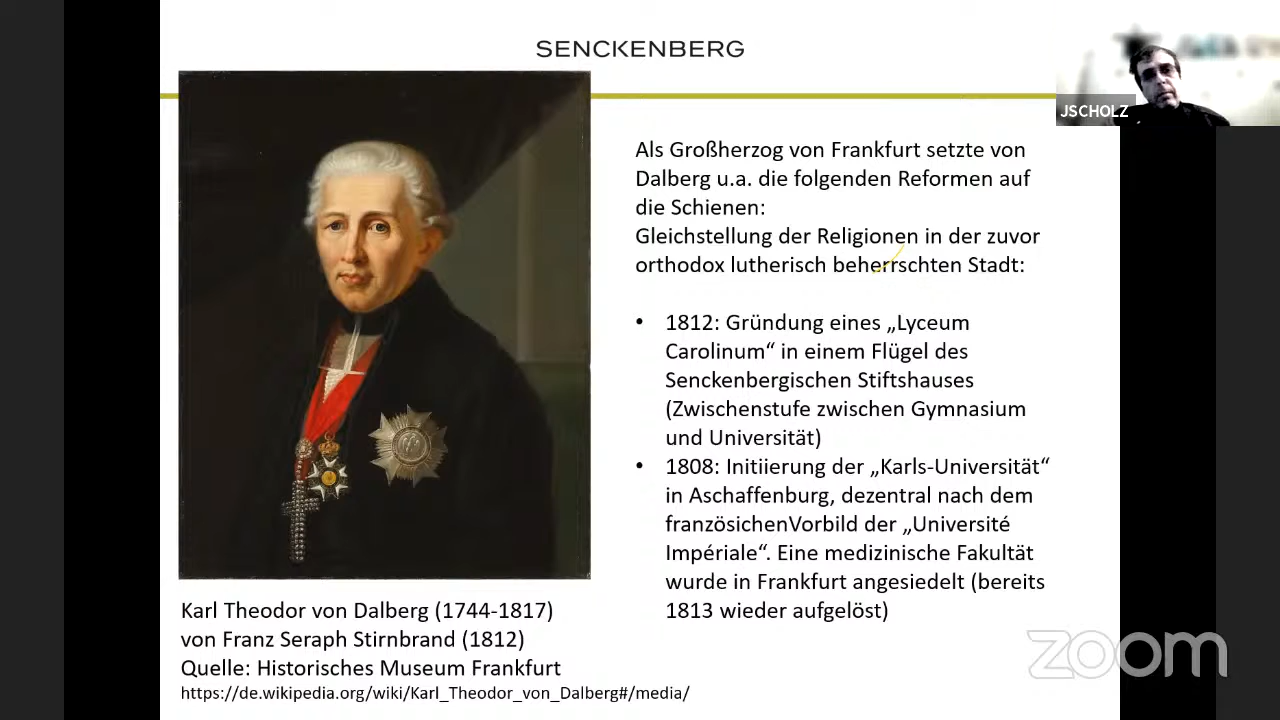 SENCKENBERG
JSCHOLZ
Als Großherzog von Frankfurt setzte von
Dalberg u.a. die folgenden Reformen auf
die Schienen:
Gleichstellung der Religionen in der zuvor
orthodox lutherisch beherrschten Stadt:
• 1812: Gründung eines „Lyceum
Carolinum“ in einem Flügel des
Senckenbergischen Stiftshauses
(Zwischenstufe zwischen Gymnasium
und Universität)
• 1808: Initiierung der „Karls-Universität“
in Aschaffenburg, dezentral nach dem
französichenVorbild der „Université
Impériale“. Eine medizinische Fakultät
wurde in Frankfurt angesiedelt (bereits
1813 wieder aufgelöst)
Karl Theodor von Dalberg (1744-1817)
von Franz Seraph Stirnbrand (1812)
Quelle: Historisches Museum Frankfurt
https://de.wikipedia.org/wiki/Karl_Theodor_von_Dalberg#/media/
zoom